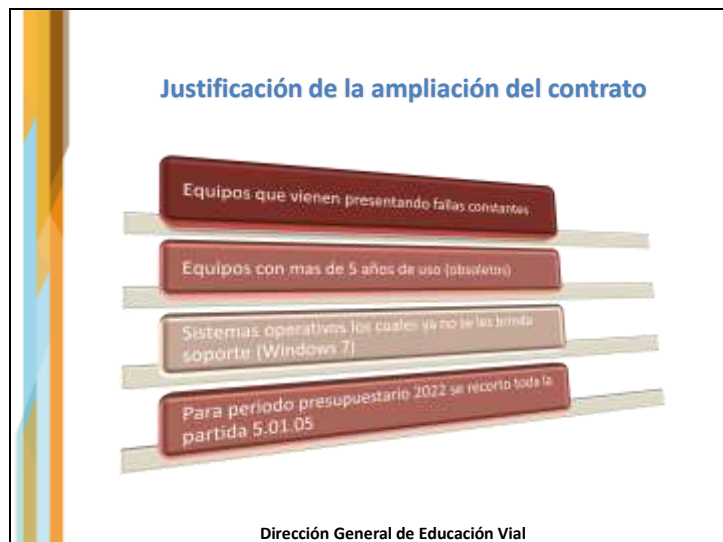 Justificación de la ampliación del contrato
Equipos que vienen presentando fallas constantes
Equipos con mas de 5 años de uso (obsoletos)
Sistemas operativos los cuales ya no se les brinda
soporte (Windows 7)
Para periodo presupuestario 2022 se recorto toda la
partida 5.01.05
Dirección General de Educación Vial